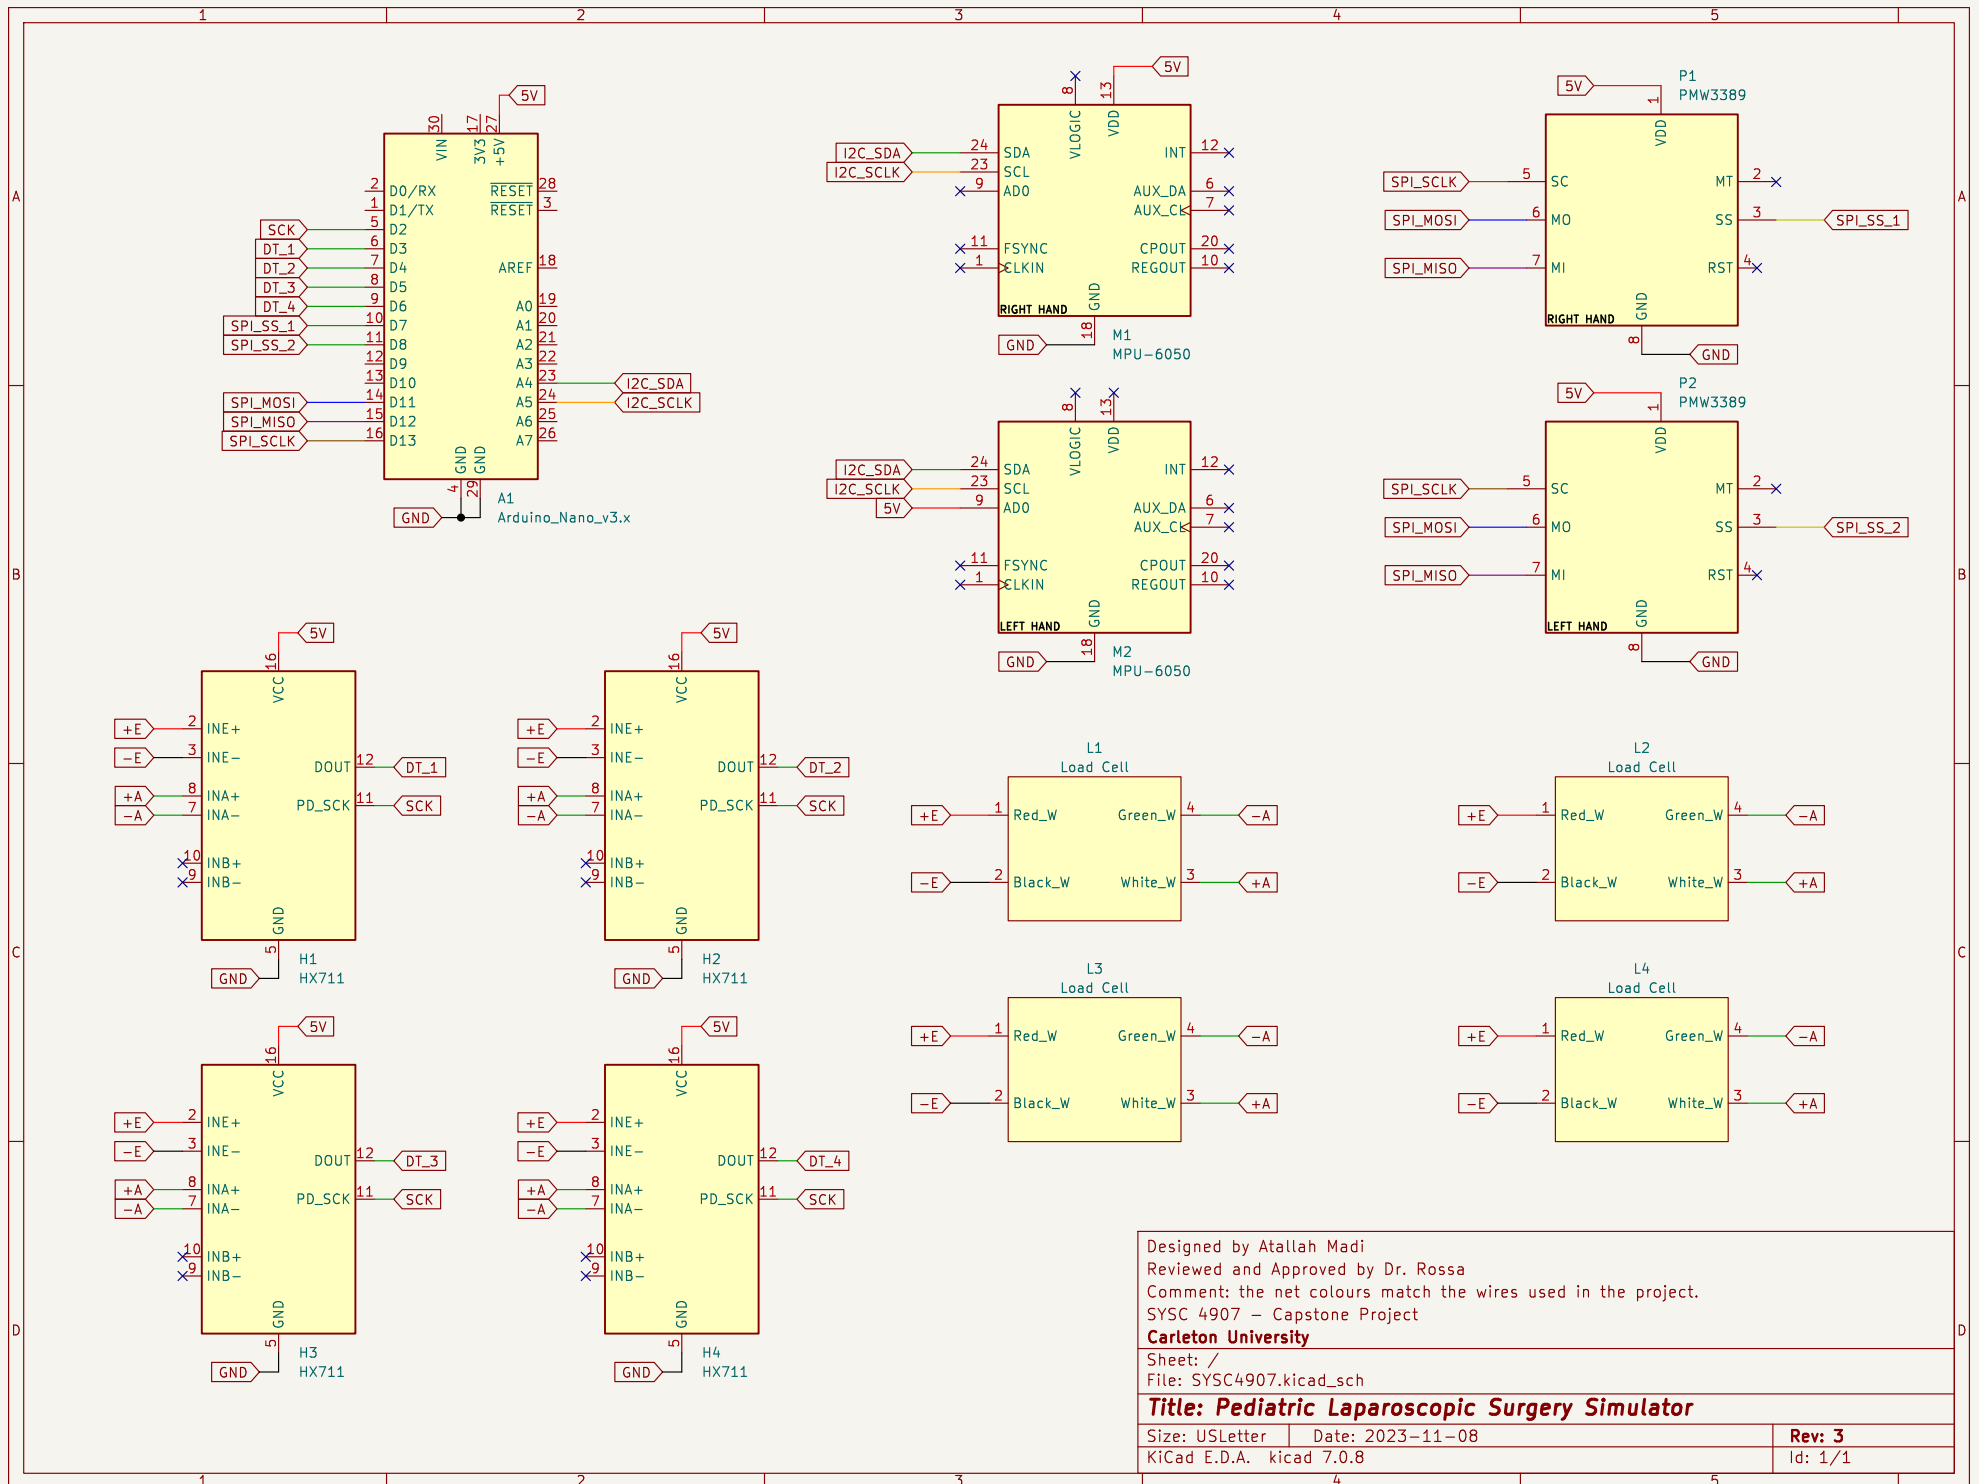 1 2 3 4 5
A
B
C
D
A
B
C
D
1 2 3 4 5
5V
30 VIN
17 3V3
27 +5V
2 D0/RX
1 D1/TX
SCK 5 D2
DT_1 6 D3
DT_2 7 D4
DT_3 8 D5
DT_4 9 D6
SPI_SS_1 10 D7
SPI_SS_2 11 D8
12 D9
13 D10
SPI_MOSI 14 D11
SPI_MISO 15 D12
SPI_SCLK 16 D13
RESET 28
RESET 3
AREF 18
A0 19
A1 20
A2 21
A3 22
A4 23 I2C_SDA
A5 24 I2C_SCLK
A6 25
A7 26
GND 4
GND 29
GND
A1
Arduino_Nano_v3.x
5V
8 VLOGIC
13 VDD
I2C_SDA 24 SDA
I2C_SCLK 23 SCL
9 AD0
11 FSYNC
1 CLKIN
INT 12
AUX_DA 6
AUX_CL 7
CPOUT 20
REGOUT 10
RIGHT HAND
GND 18
GND
M1
MPU-6050
8 VLOGIC
13 VDD
I2C_SDA 24 SDA
I2C_SCLK 23 SCL
5V 9 AD0
11 FSYNC
1 CLKIN
INT 12
AUX_DA 6
AUX_CL 7
CPOUT 20
REGOUT 10
LEFT HAND
GND 18
GND
M2
MPU-6050
P1
PMW3389
5V 1 VDD
SPI_SCLK 5 SC
SPI_MOSI 6 MO
SPI_MISO 7 MI
MT 2
SS 3 SPI_SS_1
RST 4
RIGHT HAND
GND 8
GND
P2
PMW3389
5V 1 VDD
SPI_SCLK 5 SC
SPI_MOSI 6 MO
SPI_MISO 7 MI
MT 2
SS 3 SPI_SS_2
RST 4
LEFT HAND
GND 8
GND
5V
16 VCC
+E 2 INE+
-E 3 INE-
+A 8 INA+
-A 7 INA-
10 INB+
9 INB-
DOUT 12 DT_1
PD_SCK 11 SCK
GND 5
GND
H1
HX711
5V
16 VCC
+E 2 INE+
-E 3 INE-
+A 8 INA+
-A 7 INA-
10 INB+
9 INB-
DOUT 12 DT_2
PD_SCK 11 SCK
GND 5
GND
H2
HX711
L1
Load Cell
+E 1 Red_W Green_W 4 -A
-E 2 Black_W White_W 3 +A
L2
Load Cell
+E 1 Red_W Green_W 4 -A
-E 2 Black_W White_W 3 +A
L3
Load Cell
+E 1 Red_W Green_W 4 -A
-E 2 Black_W White_W 3 +A
L4
Load Cell
+E 1 Red_W Green_W 4 -A
-E 2 Black_W White_W 3 +A
5V
16 VCC
+E 2 INE+
-E 3 INE-
+A 8 INA+
-A 7 INA-
10 INB+
9 INB-
DOUT 12 DT_3
PD_SCK 11 SCK
GND 5
GND
H3
HX711
5V
16 VCC
+E 2 INE+
-E 3 INE-
+A 8 INA+
-A 7 INA-
10 INB+
9 INB-
DOUT 12 DT_4
PD_SCK 11 SCK
GND 5
GND
H4
HX711
Designed by Atallah Madi
Reviewed and Approved by Dr. Rossa
Comment: the net colours match the wires used in the project.
SYSC 4907 - Capstone Project
Carleton University
Sheet: /
File: SYSC4907.kicad_sch
Title: Pediatric Laparoscopic Surgery Simulator
Size: USLetter Date: 2023-11-08 Rev: 3
KiCad E.D.A. kicad 7.0.8 Id: 1/1